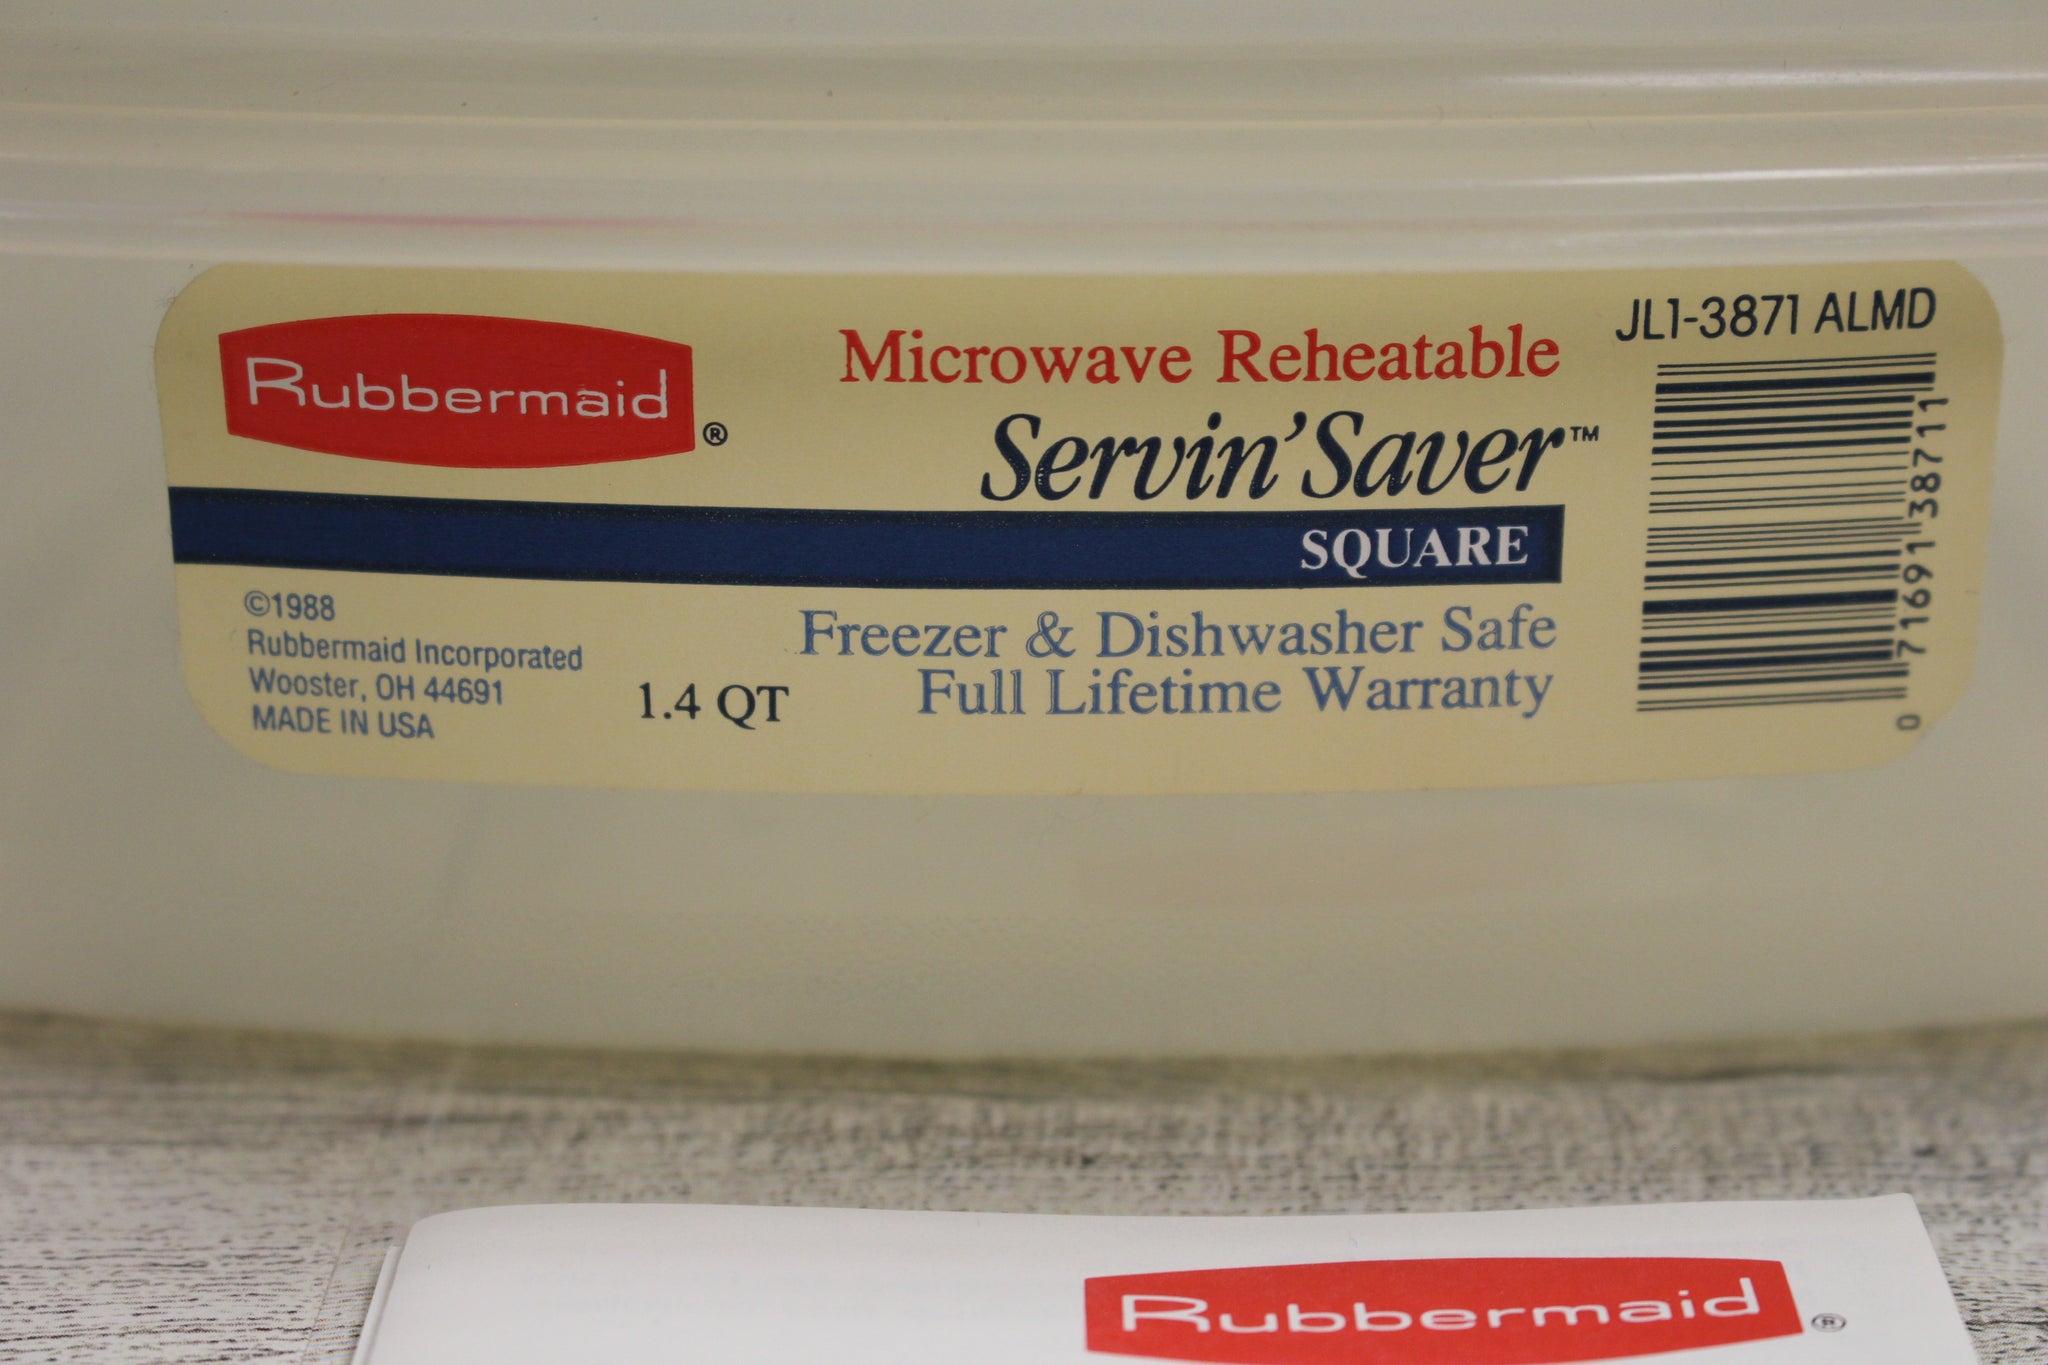 Rubbermaid®
Microwave Reheatable
Servin' Saver™
SQUARE
Freezer & Dishwasher Safe
Full Lifetime Warranty
©1988
Rubbermaid Incorporated
Wooster, OH 44691
MADE IN USA
1.4 QT
JL1-3871 ALMD
0 71691 38711
Rubbermaid®